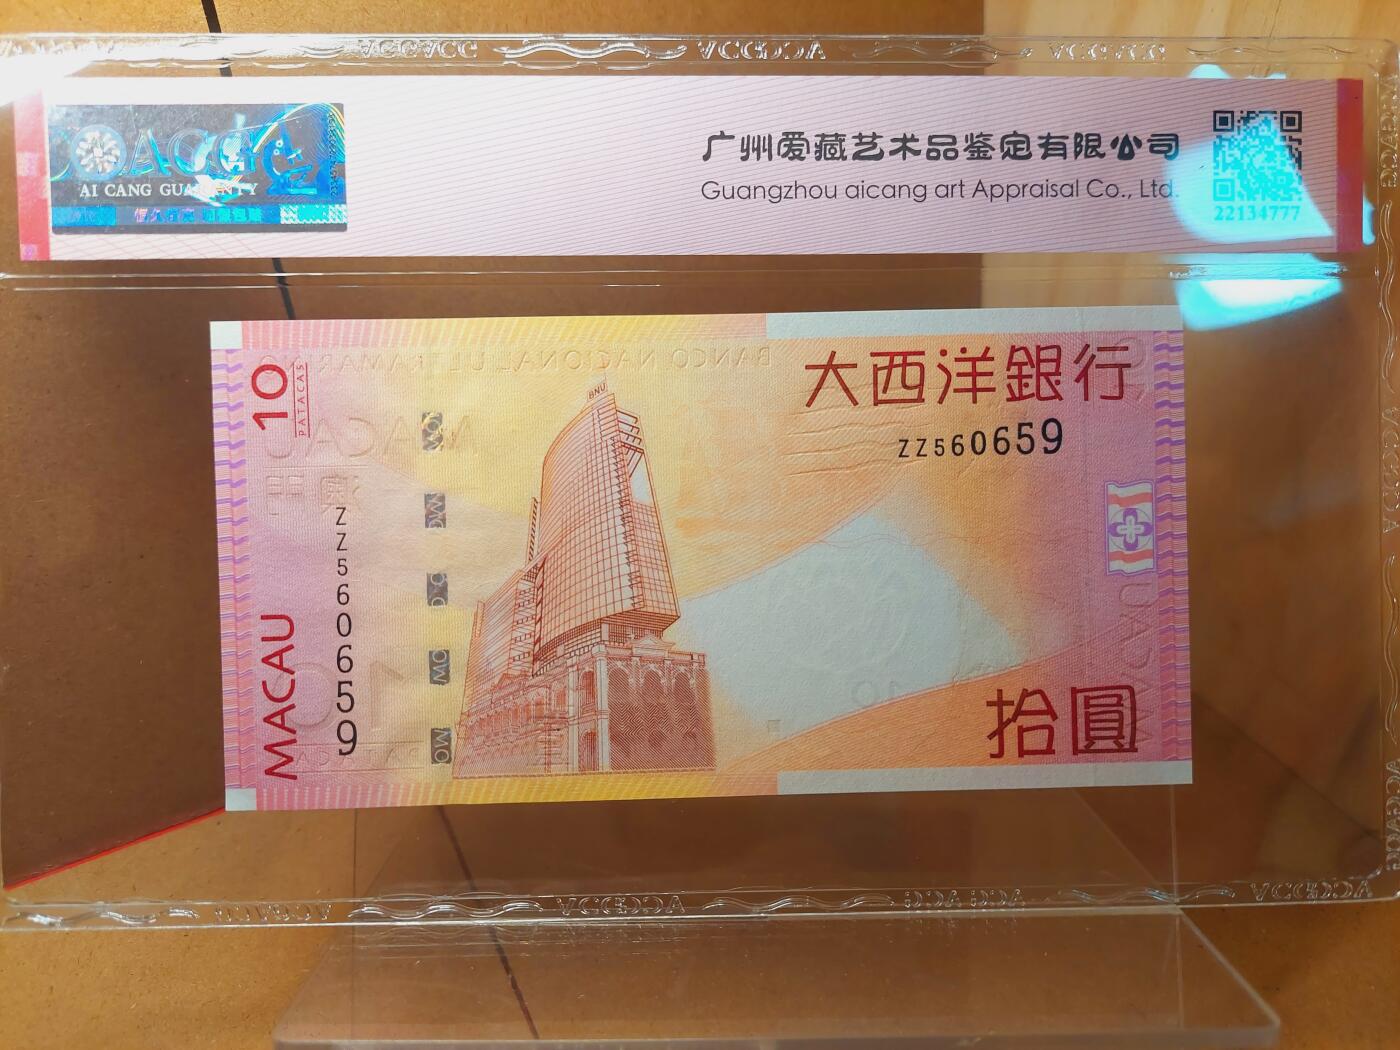 ACG
AI CANG GUARANTY
广州爱藏艺术品鉴定有限公司
Guangzhou aicang art Appraisal Co., Ltd.
22134777
BANCO NACIONAL ULTRAMARINO
大西洋銀行
ZZ560659
10
PATACAS
BNU
MACAU
ZZ560659
拾圓